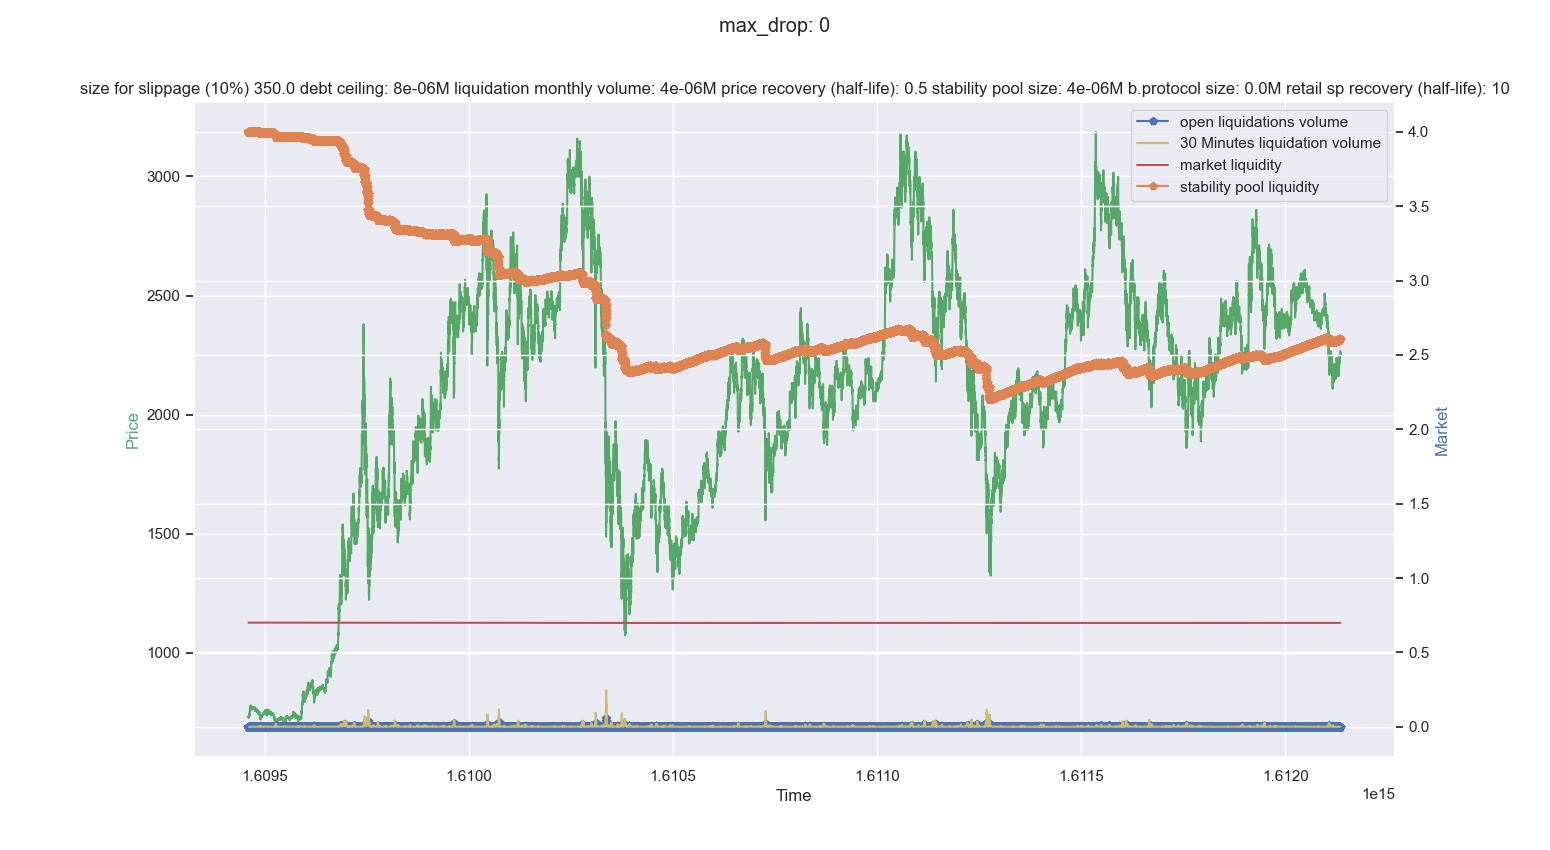 max_drop: 0
size for slippage (10%) 350.0 debt ceiling: 8e-06M liquidation monthly volume: 4e-06M price recovery (half-life): 0.5 stability pool size: 4e-06M b.protocol size: 0.0M retail sp recovery (half-life): 10
open liquidations volume
30 Minutes liquidation volume
market liquidity
stability pool liquidity
3000
2500
2000
1500
1000
Price
4.0
3.5
3.0
2.5
2.0
1.5
1.0
0.5
0.0
Market
1.6095
1.6100
1.6105
1.6110
1.6115
1.6120
1e15
Time